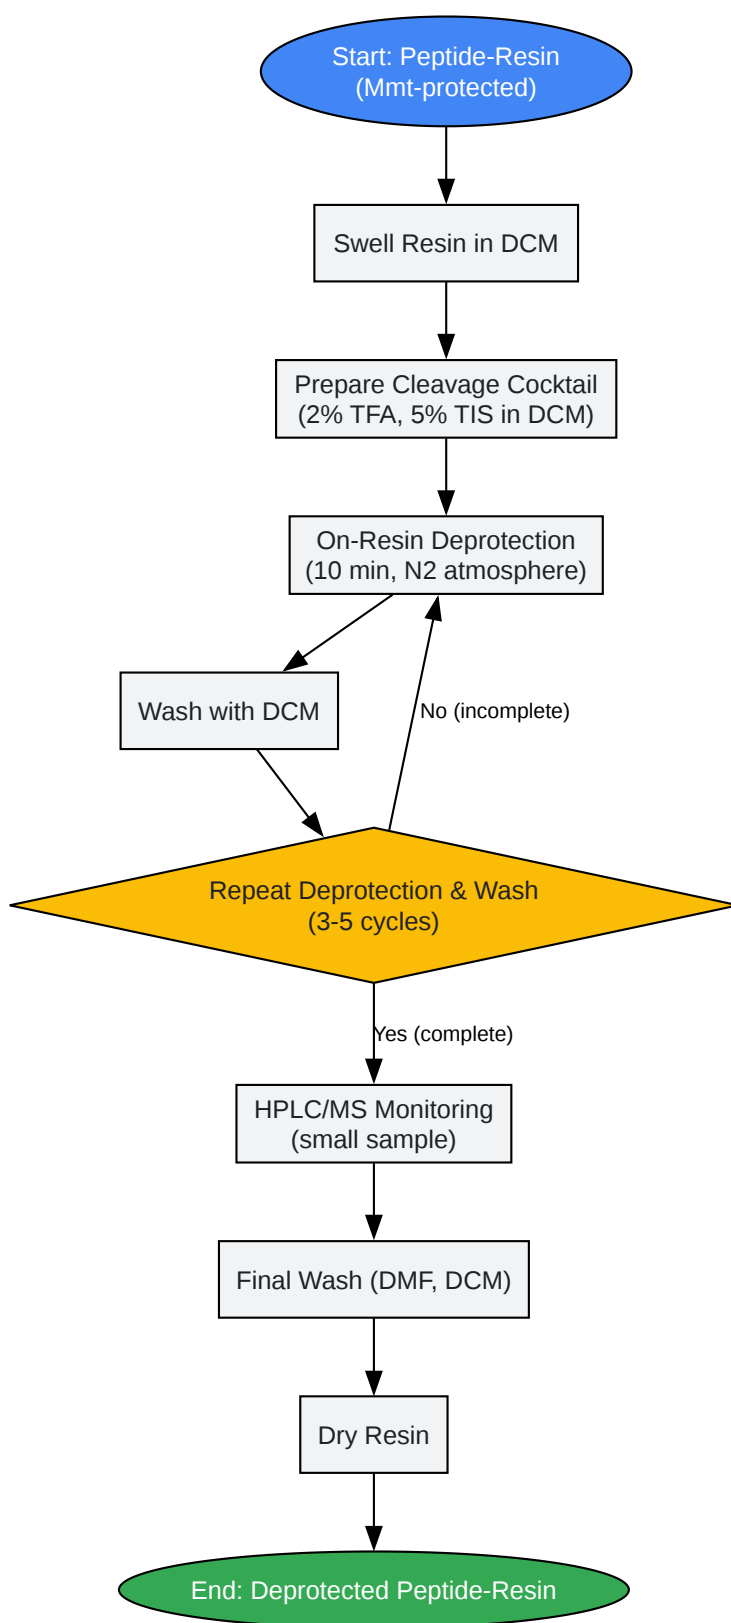 Start: Peptide-Resin
(Mmt-protected)
Swell Resin in DCM
Prepare Cleavage Cocktail
(2% TFA, 5% TIS in DCM)
On-Resin Deprotection
(10 min, N2 atmosphere)
Wash with DCM
No (incomplete)
Repeat Deprotection & Wash
(3-5 cycles)
Yes (complete)
HPLC/MS Monitoring
(small sample)
Final Wash (DMF, DCM)
Dry Resin
End: Deprotected Peptide-Resin